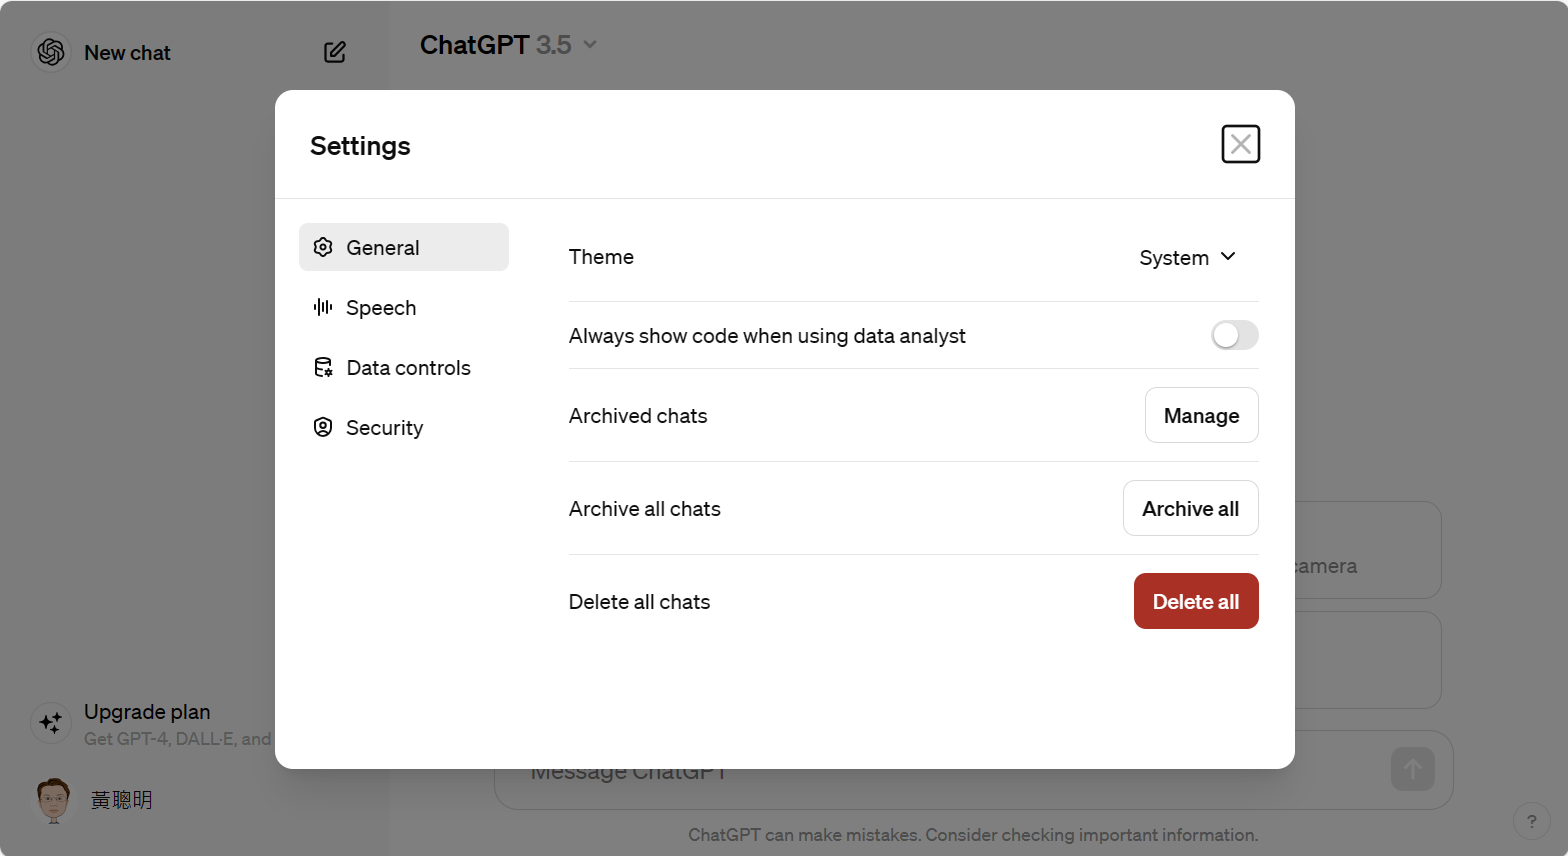 New chat
ChatGPT 3.5
Settings
General
Speech
Data controls
Security
Theme
System
Always show code when using data analyst
Archived chats
Manage
Archive all chats
Archive all
Delete all chats
Delete all
camera
Upgrade plan
Get GPT-4, DALL·E, and
黃聰明
Message ChatGPT
ChatGPT can make mistakes. Consider checking important information.
?